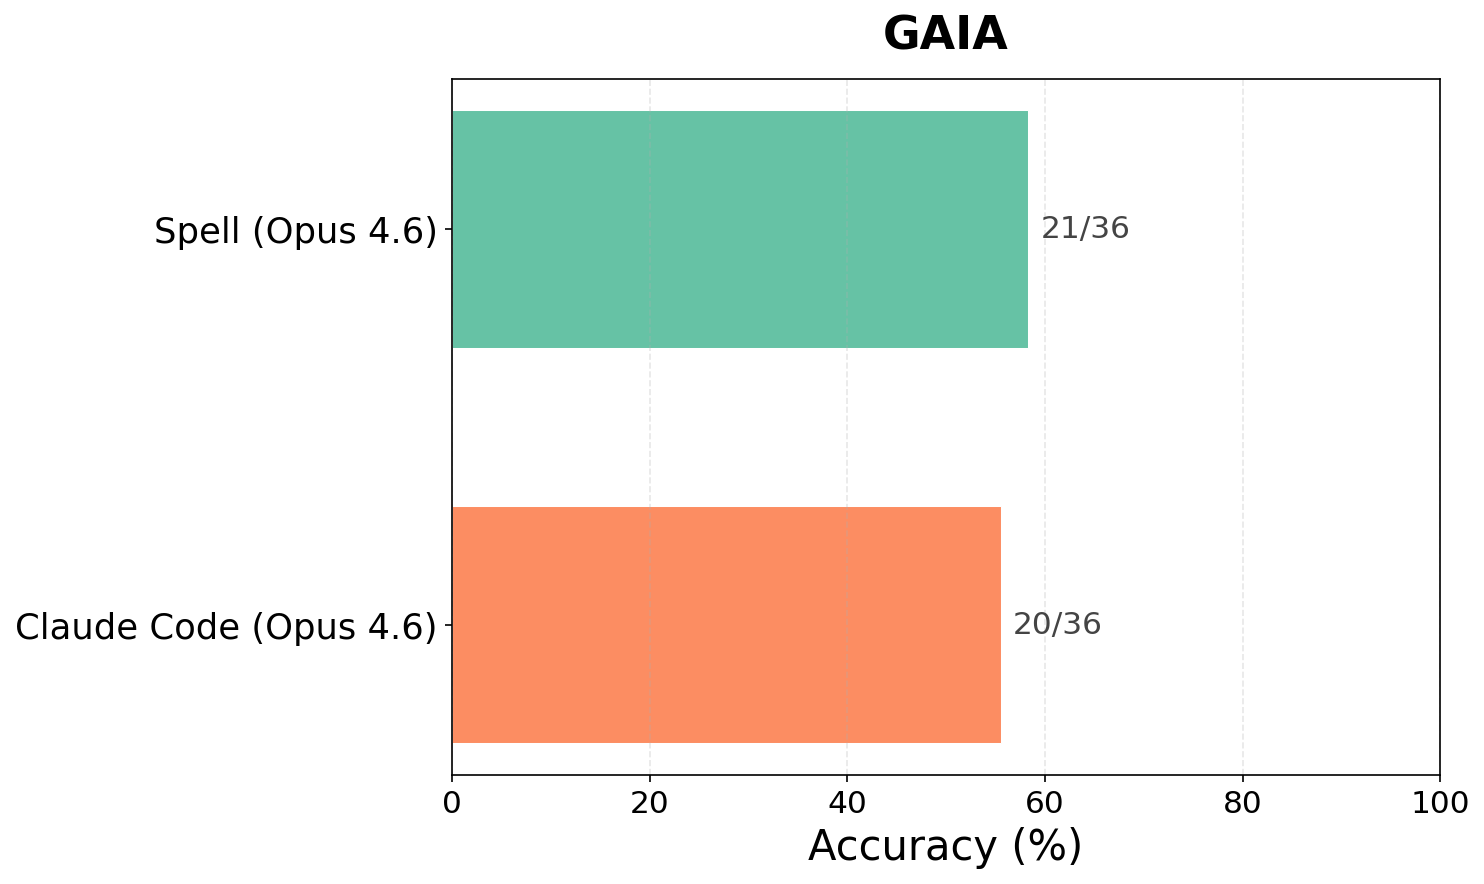 GAIA
Spell (Opus 4.6)
21/36
Claude Code (Opus 4.6)
20/36
0 20 40 60 80 100
Accuracy (%)